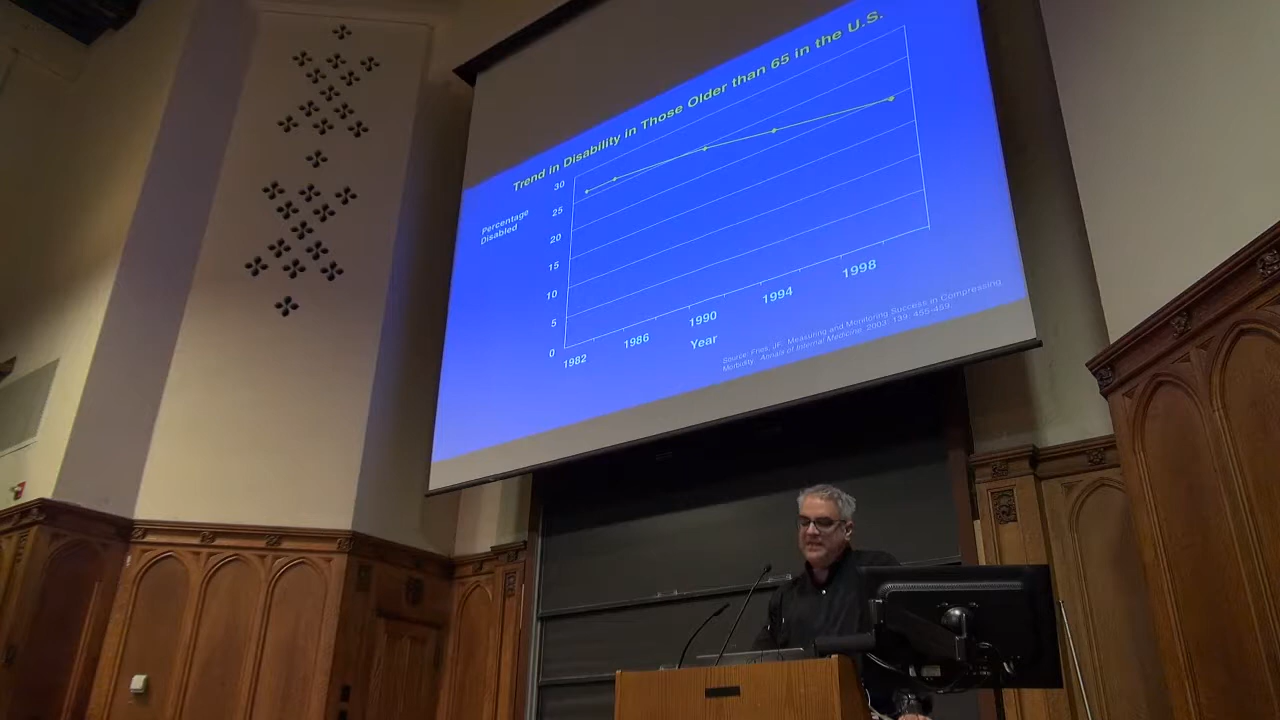 Trend in Disability in Those Older than 65 in the U.S.
Percentage
Disabled
30
25
20
15
10
5
0
1982
1986
1990
1994
1998
Year
Source: Fries, JF. Measuring and Monitoring Success in Compressing
Morbidity. Annals of Internal Medicine. 2003; 139: 455-459.